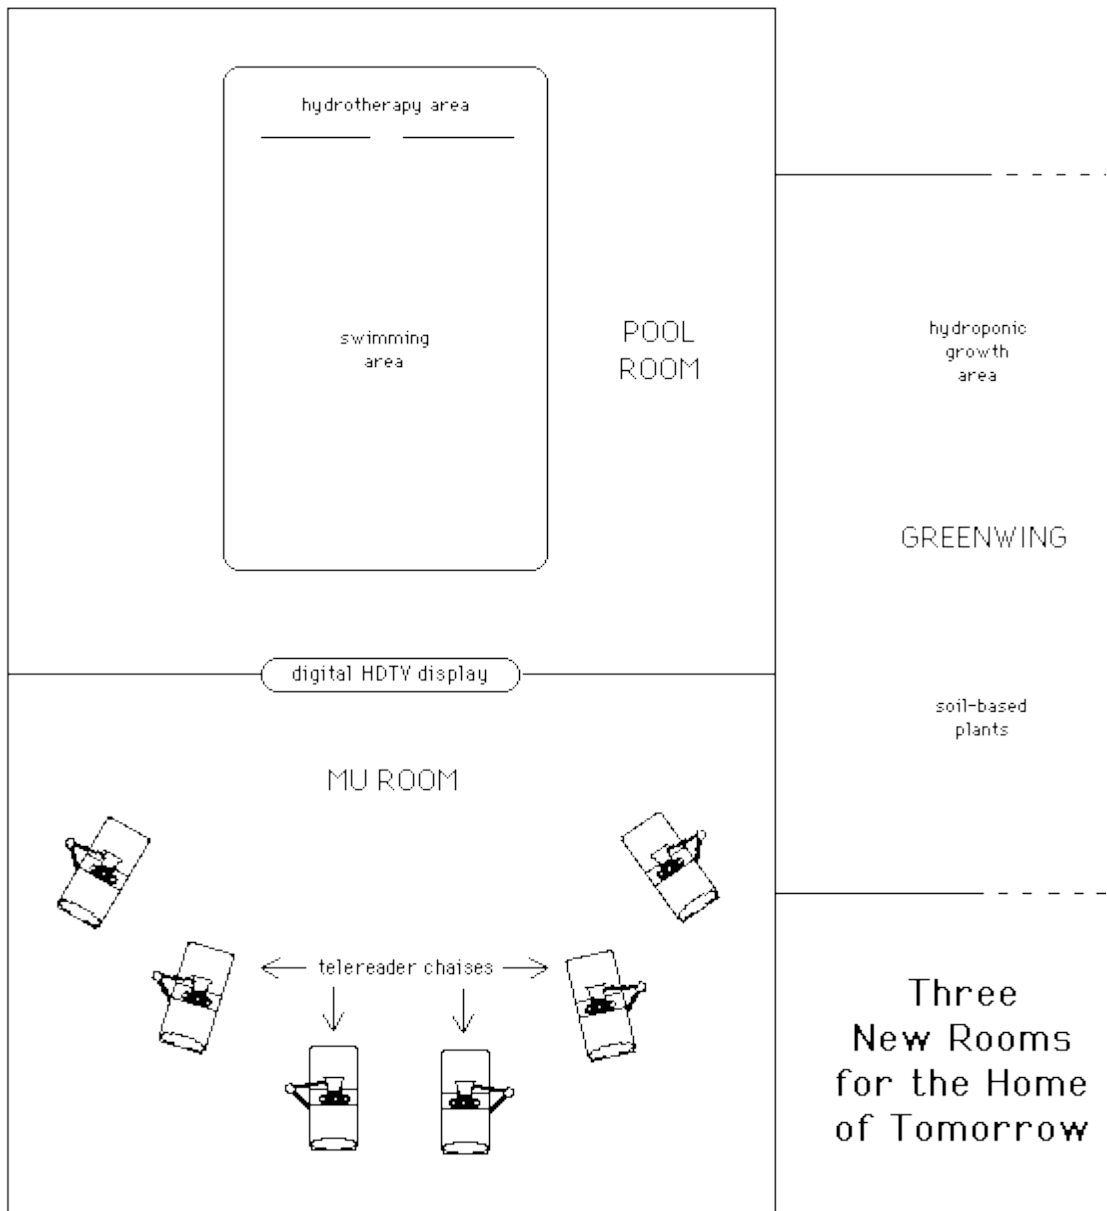 hydrotherapy area
swimming
area
POOL
ROOM
hydroponic
growth
area
GREENWING
digital HDTV display
soil-based
plants
MU ROOM
telereader chaises
Three
New Rooms
for the Home
of Tomorrow